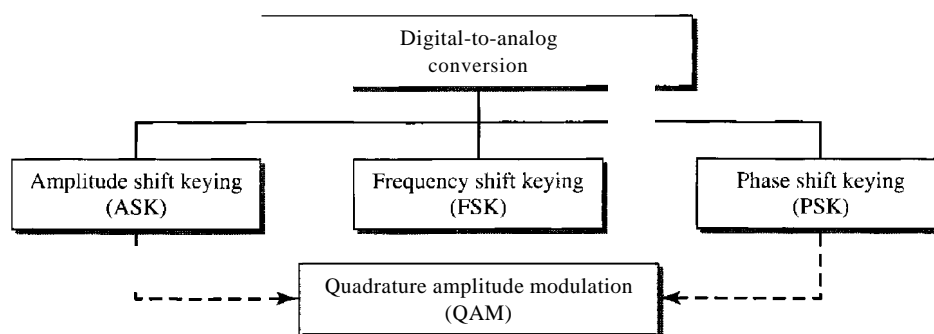 Digital-to-analog
conversion
Amplitude shift keying
(ASK)
Frequency shift keying
(FSK)
Phase shift keying
(PSK)
Quadrature amplitude modulation
(QAM)